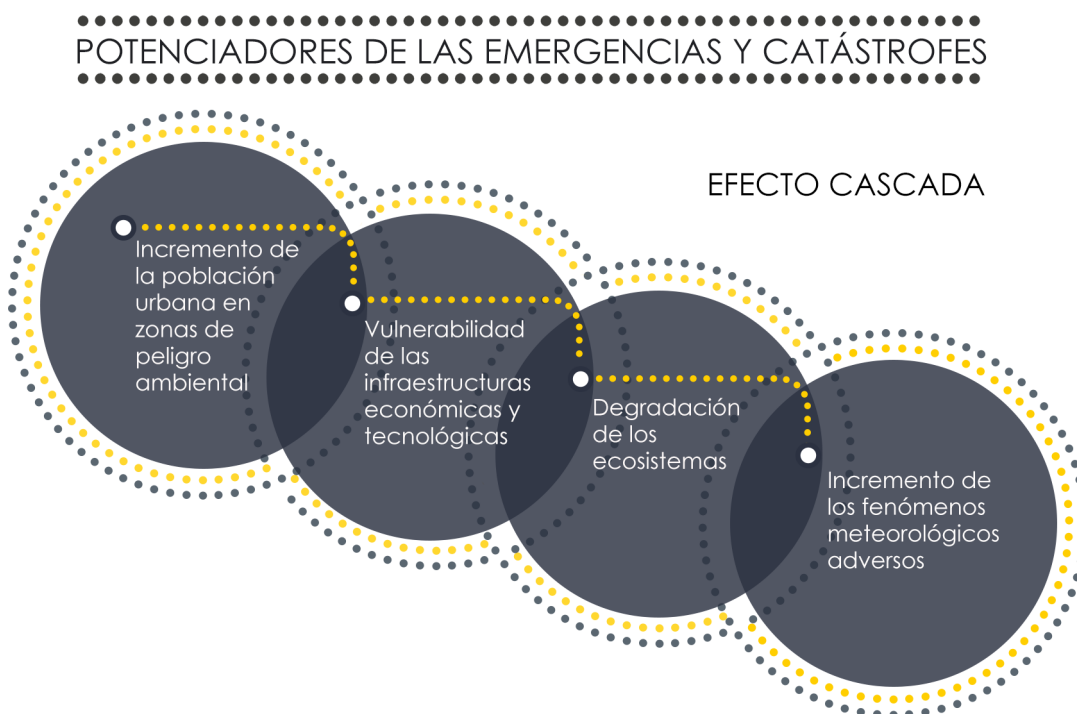 POTENCIADORES DE LAS EMERGENCIAS Y CATÁSTROFES
EFECTO CASCADA
Incremento de
la población
urbana en
zonas de
peligro
ambiental
Vulnerabilidad
de las
infraestructuras
económicas y
tecnológicas
Degradación
de los
ecosistemas
Incremento de
los fenómenos
meteorológicos
adversos